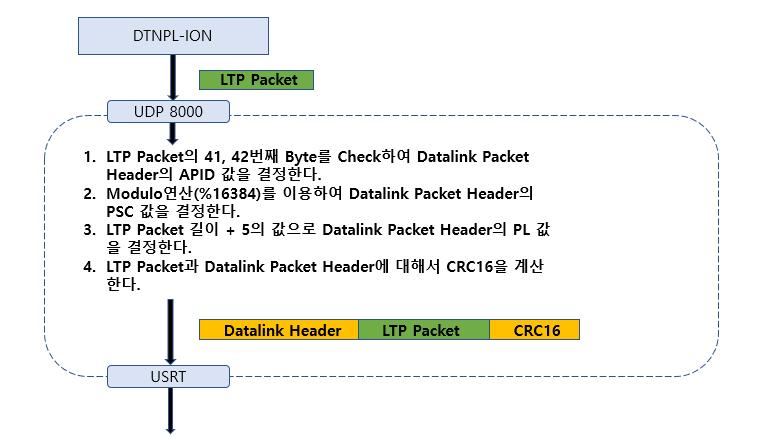 DTNPL-ION
LTP Packet
UDP 8000
1. LTP Packet의 41, 42번째 Byte를 Check하여 Datalink Packet
Header의 APID 값을 결정한다.
2. Modulo연산(%16384)를 이용하여 Datalink Packet Header의
PSC 값을 결정한다.
3. LTP Packet 길이 + 5의 값으로 Datalink Packet Header의 PL 값
을 결정한다.
4. LTP Packet과 Datalink Packet Header에 대해서 CRC16을 계산
한다.
Datalink Header LTP Packet CRC16
USRT